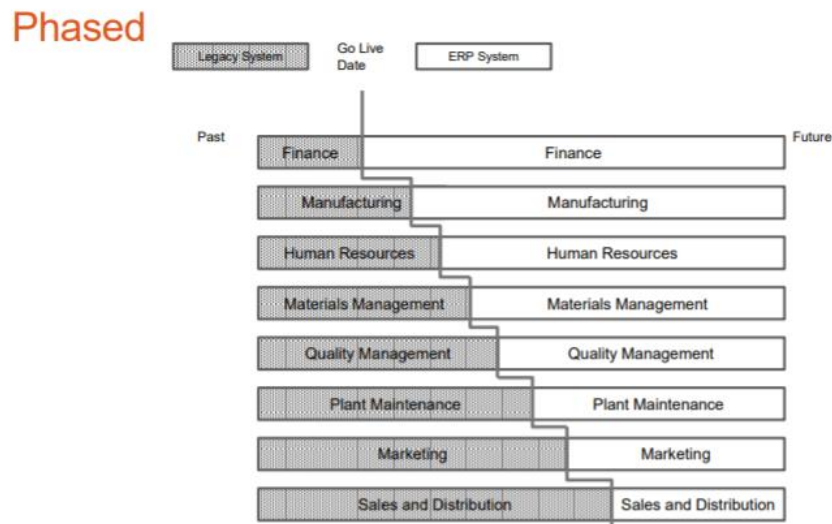 Phased
Legacy System
Go Live
Date
ERP System
Past
Future
Finance Finance
Manufacturing Manufacturing
Human Resources Human Resources
Materials Management Materials Management
Quality Management Quality Management
Plant Maintenance Plant Maintenance
Marketing Marketing
Sales and Distribution Sales and Distribution